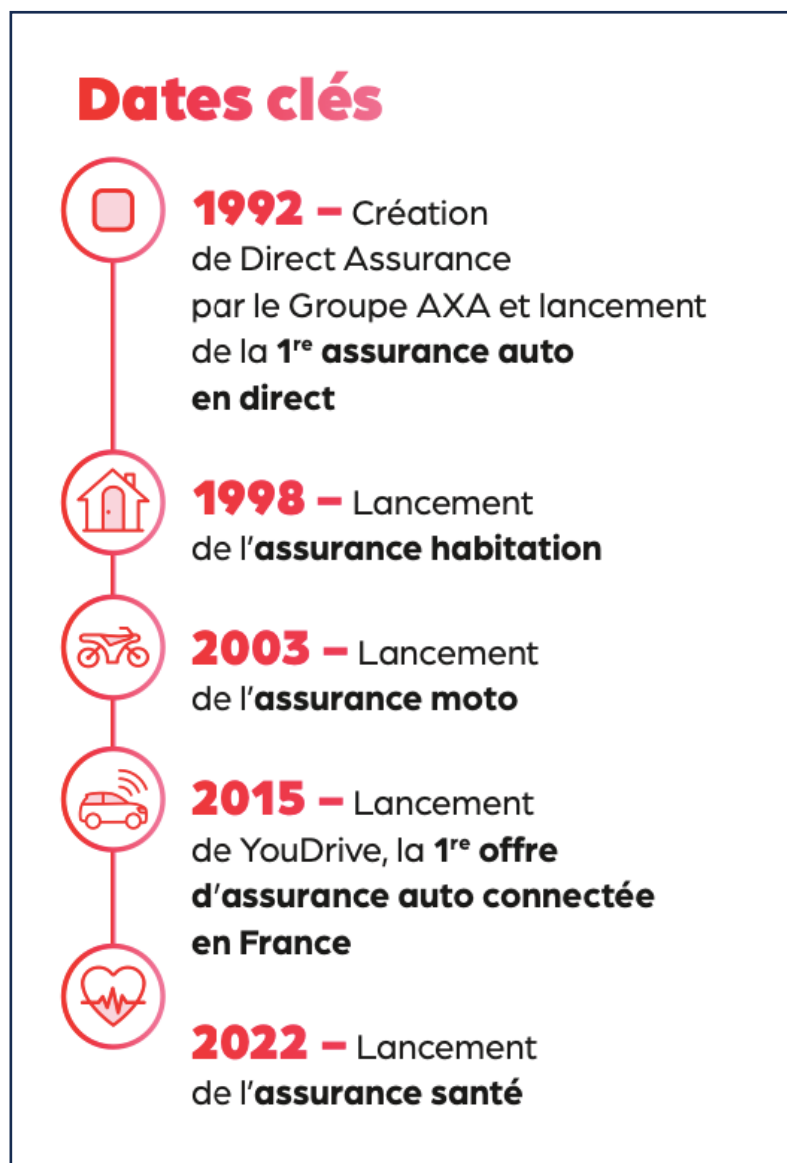 Dates clés
1992 – Création
de Direct Assurance
par le Groupe AXA et lancement
de la 1re assurance auto
en direct
1998 – Lancement
de l'assurance habitation
2003 – Lancement
de l'assurance moto
2015 – Lancement
de YouDrive, la 1re offre
d'assurance auto connectée
en France
2022 – Lancement
de l'assurance santé